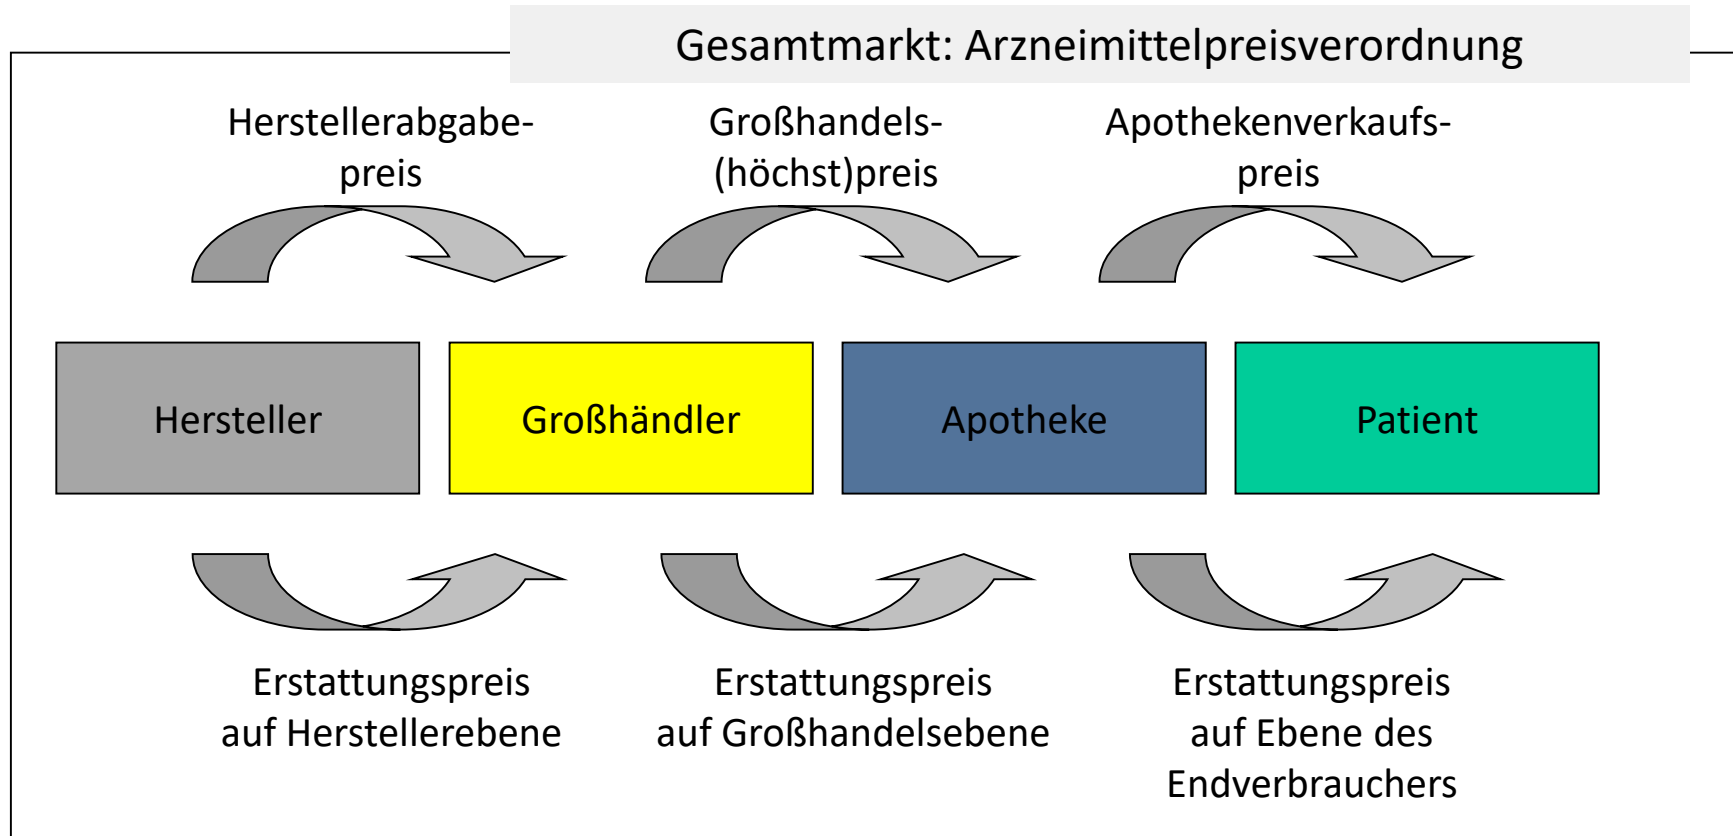 Gesamtmarkt: Arzneimittelpreisverordnung
Herstellerabgabe-
preis
Großhandels-
(höchst)preis
Apothekenverkaufs-
preis
Hersteller
Großhändler
Apotheke
Patient
Erstattungspreis
auf Herstellerebene
Erstattungspreis
auf Großhandelsebene
Erstattungspreis
auf Ebene des
Endverbrauchers